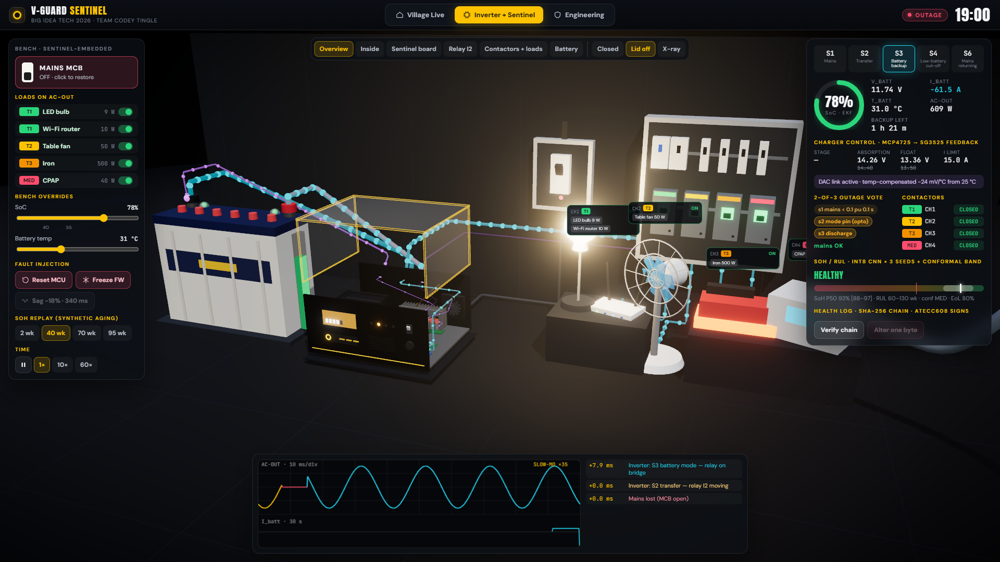 V-GUARD SENTINEL
BIG IDEA TECH 2026 · TEAM CODEY TINGLE
Village Live
Inverter + Sentinel
Engineering
OUTAGE
19:00
BENCH · SENTINEL-EMBEDDED
MAINS MCB
OFF · click to restore
LOADS ON AC-OUT
T1 LED bulb 9 W
T1 Wi-Fi router 10 W
T2 Table fan 50 W
T3 Iron 500 W
MED CPAP 40 W
BENCH OVERRIDES
SoC 78%
40 55
Battery temp 31 °C
FAULT INJECTION
Reset MCU
Freeze FW
Sag −18% · 340 ms
SOH REPLAY (SYNTHETIC AGING)
2 wk 40 wk 70 wk 95 wk
TIME
1× 10× 60×
Overview Inside Sentinel board Relay I2 Contactors + loads Battery Closed Lid off X-ray
CH1 T1
LED bulb 9 W
Wi-Fi router 10 W
CH2 T2 ON
Table fan 50 W
CH3 T3 ON
Iron 500 W
CH4
CPAP
S1 Mains
S2 Transfer
S3 Battery backup
S4 Low-battery cut-off
S6 Mains returning
78%
SoC · EKF
V_BATT
11.74 V
I_BATT
-61.5 A
T_BATT
31.0 °C
AC-OUT
609 W
BACKUP LEFT
1 h 21 m
CHARGER CONTROL · MCP4725 → SG3525 FEEDBACK
STAGE ABSORPTION FLOAT I LIMIT
— 14.26 V 13.36 V 15.0 A
14.40 13.50
DAC link active · temp-compensated −24 mV/°C from 25 °C
2-OF-3 OUTAGE VOTE
s1 mains < 0.1 pu 0.1 s
s2 mode pin (opto)
s3 discharge
mains OK
CONTACTORS
T1 CH1 CLOSED
T2 CH2 CLOSED
T3 CH3 CLOSED
MED CH4 CLOSED
SOH / RUL · INT8 CNN × 3 SEEDS + CONFORMAL BAND
HEALTHY
SoH P50 93% [88–97] · RUL 60–130 wk · conf MED · EoL 80%
HEALTH LOG · SHA-256 CHAIN · ATECC608 SIGNS
Verify chain
Alter one byte
AC-OUT · 10 ms/div
SLOW-MO ×35
I_batt · 30 s
+7.9 ms Inverter: S3 battery mode — relay on bridge
+0.0 ms Inverter: S2 transfer — relay I2 moving
+0.0 ms Mains lost (MCB open)